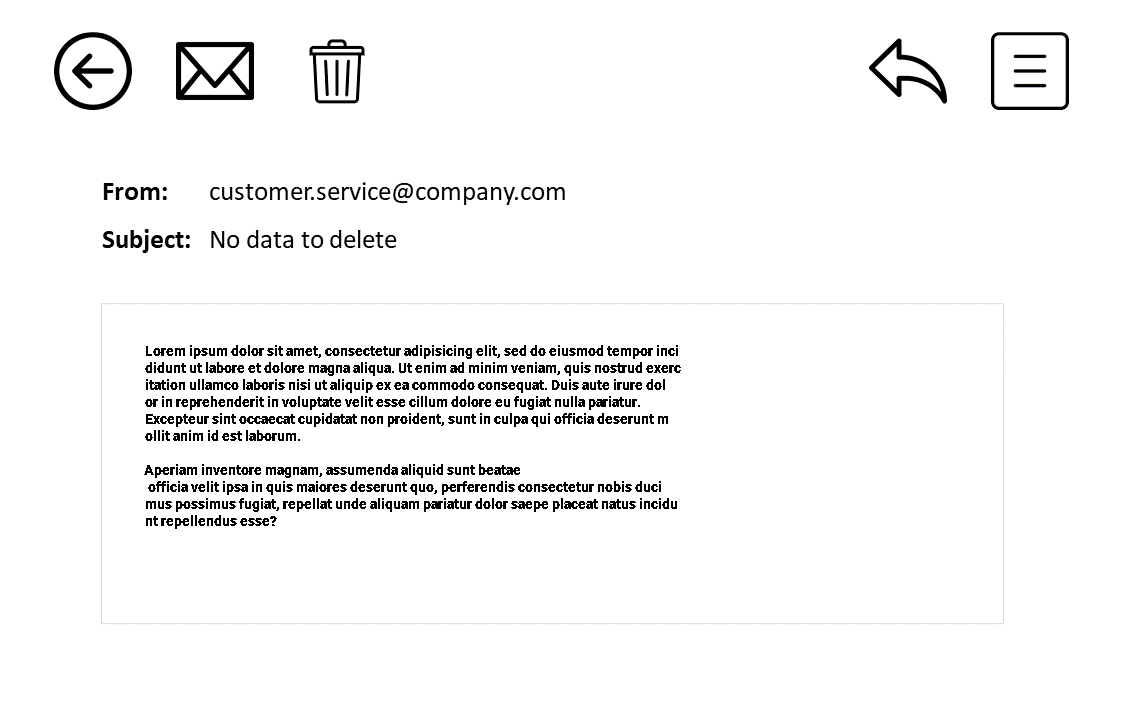 From: customer.service@company.com
Subject: No data to delete
Lorem ipsum dolor sit amet, consectetur adipisicing elit, sed do eiusmod tempor inci
didunt ut labore et dolore magna aliqua. Ut enim ad minim veniam, quis nostrud exerc
itation ullamco laboris nisi ut aliquip ex ea commodo consequat. Duis aute irure dol
or in reprehenderit in voluptate velit esse cillum dolore eu fugiat nulla pariatur.
Excepteur sint occaecat cupidatat non proident, sunt in culpa qui officia deserunt m
ollit anim id est laborum.
Aperiam inventore magnam, assumenda aliquid sunt beatae
officia velit ipsa in quis maiores deserunt quo, perferendis consectetur nobis duci
mus possimus fugiat, repellat unde aliquam pariatur dolor saepe placeat natus incidu
nt repellendus esse?